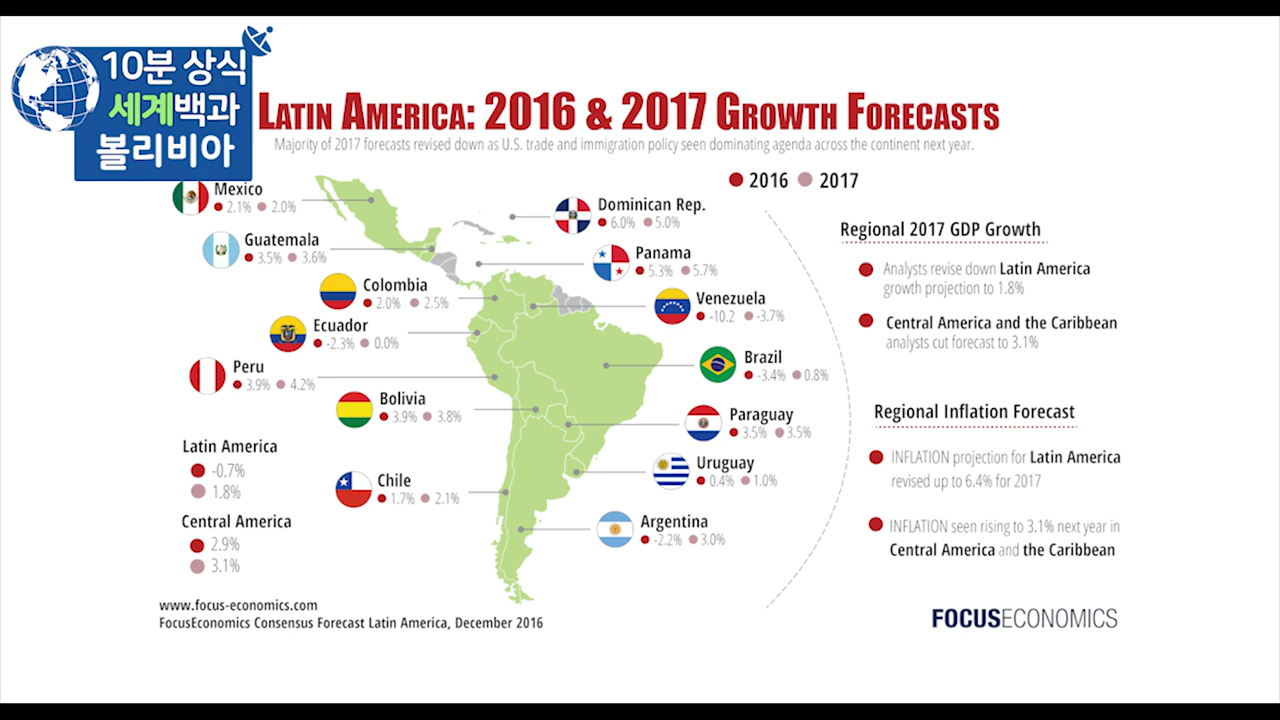 10분 상식
세계백과
볼리비아
LATIN AMERICA: 2016 & 2017 GROWTH FORECASTS
Majority of 2017 forecasts revised down as U.S. trade and immigration policy seen dominating agenda across the continent next year.
2016 2017
Mexico
2.1% 2.0%
Guatemala
3.5% 3.6%
Colombia
2.0% 2.5%
Ecuador
-2.3% 0.0%
Peru
3.9% 4.2%
Bolivia
3.9% 3.8%
Chile
1.7% 2.1%
Dominican Rep.
6.0% 5.0%
Panama
5.3% 5.7%
Venezuela
-10.2 -3.7%
Brazil
-3.4% 0.8%
Paraguay
3.5% 3.5%
Uruguay
0.4% 1.0%
Argentina
-2.2% 3.0%
Latin America
-0.7%
1.8%
Central America
2.9%
3.1%
Regional 2017 GDP Growth
Analysts revise down Latin America
growth projection to 1.8%
Central America and the Caribbean
analysts cut forecast to 3.1%
Regional Inflation Forecast
INFLATION projection for Latin America
revised up to 6.4% for 2017
INFLATION seen rising to 3.1% next year in
Central America and the Caribbean
www.focus-economics.com
FocusEconomics Consensus Forecast Latin America, December 2016
FOCUSECONOMICS